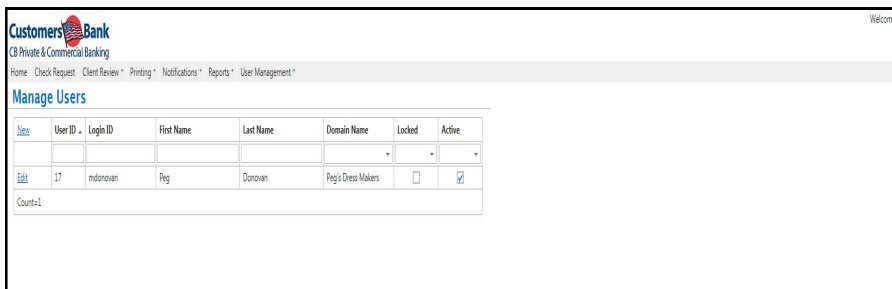 Welcom
Customers Bank
CB Private & Commercial Banking
Home Check Request Client Review Printing Notifications Reports User Management
Manage Users
New User ID Login ID First Name Last Name Domain Name Locked Active
Edit 17 mdonovan Peg Donovan Peg's Dress Makers
Count=1